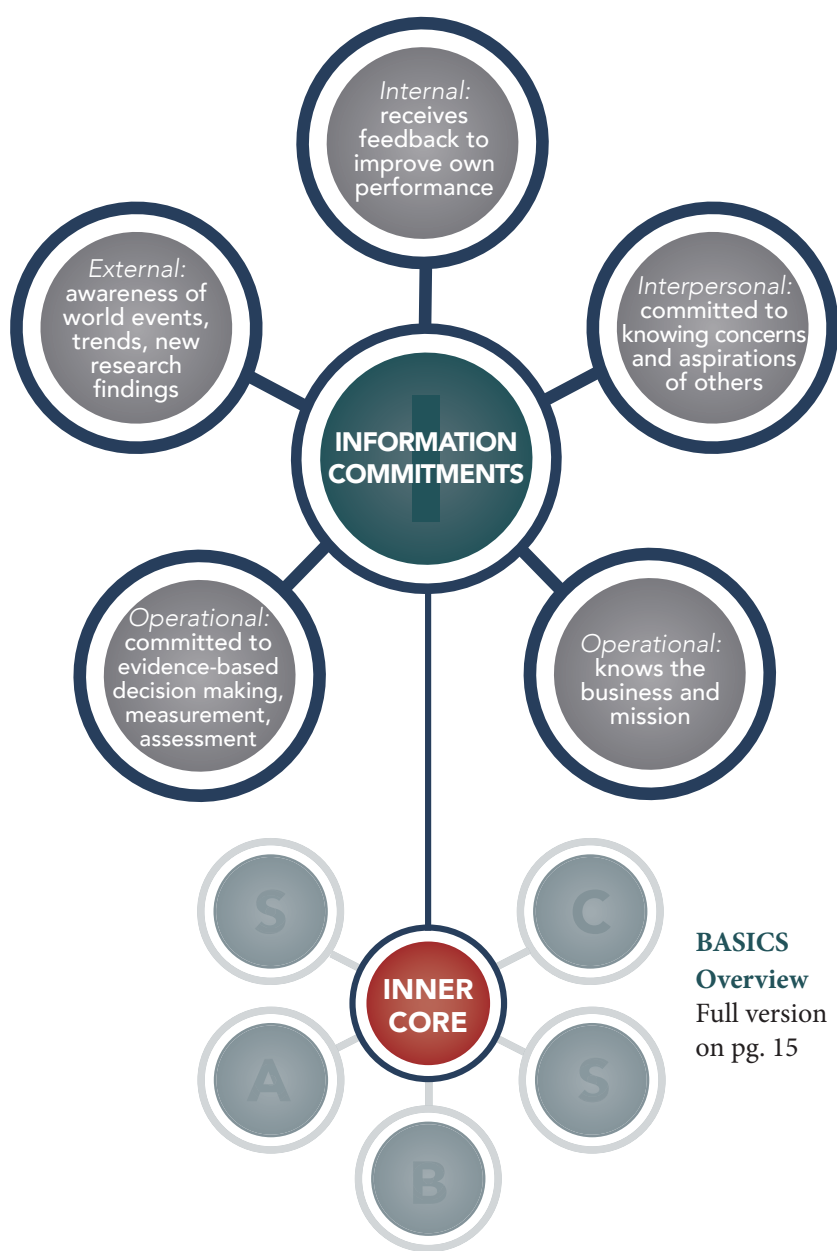 Internal:
receives
feedback to
improve own
performance
External:
awareness of
world events,
trends, new
research
findings
Interpersonal:
committed to
knowing concerns
and aspirations
of others
I
INFORMATION
COMMITMENTS
Operational:
committed to
evidence-based
decision making,
measurement,
assessment
Operational:
knows the
business and
mission
S
C
INNER
CORE
A
S
B
BASICS
Overview
Full version
on pg. 15